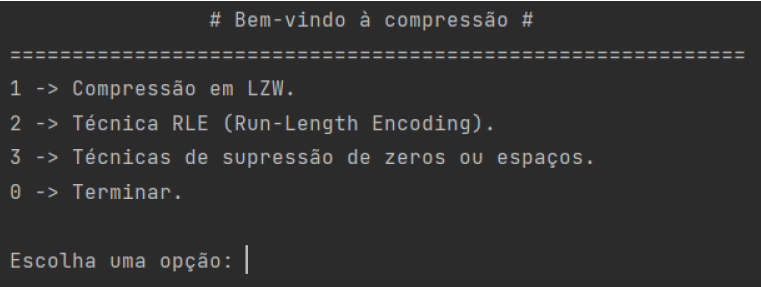 # Bem-vindo à compressão #
===========================================================
1 -> Compressão em LZW.
2 -> Técnica RLE (Run-Length Encoding).
3 -> Técnicas de supressão de zeros ou espaços.
0 -> Terminar.
Escolha uma opção: